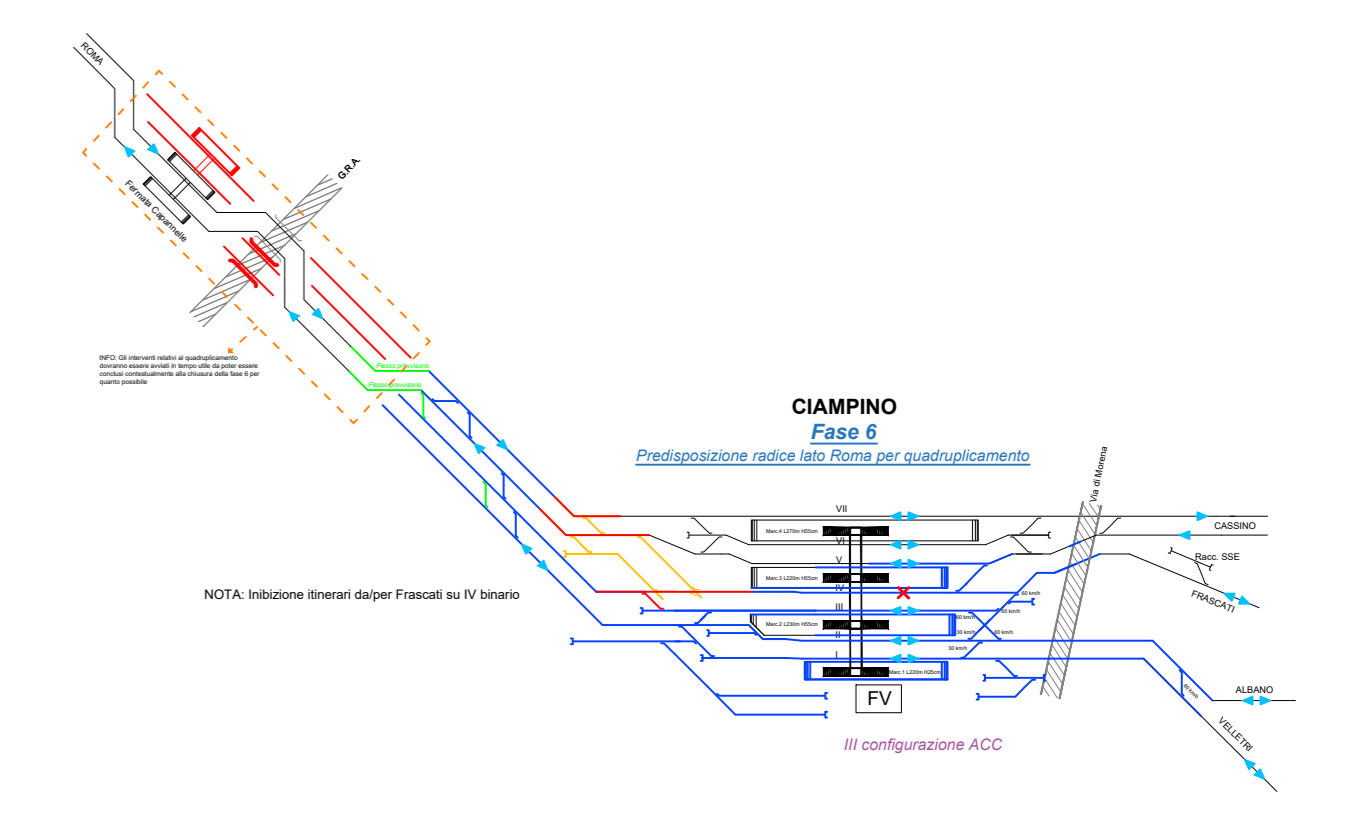 ROMA
G.R.A.
Fermata Capannelle
INFO: Gli interventi relativi al quadruplicamento
dovranno essere avviati in tempo utile da poter essere
conclusi contestualmente alla chiusura della fase 6 per
quanto possibile
Flesso provvisorio
Flesso provvisorio
CIAMPINO
Fase 6
Predisposizione radice lato Roma per quadruplicamento
Via di Morena
VII
CASSINO
Marc.4 L270m H55cm
VI
V
Racc. SSE
Marc.3 L220m H55cm
IV
60 km/h
FRASCATI
NOTA: Inibizione itinerari da/per Frascati su IV binario
III
60 km/h
60 km/h
Marc.2 L230m H55cm
30 km/h
60 km/h
II
30 km/h
I
Marc.1 L220m H25cm
60 km/h
ALBANO
FV
VELLETRI
III configurazione ACC